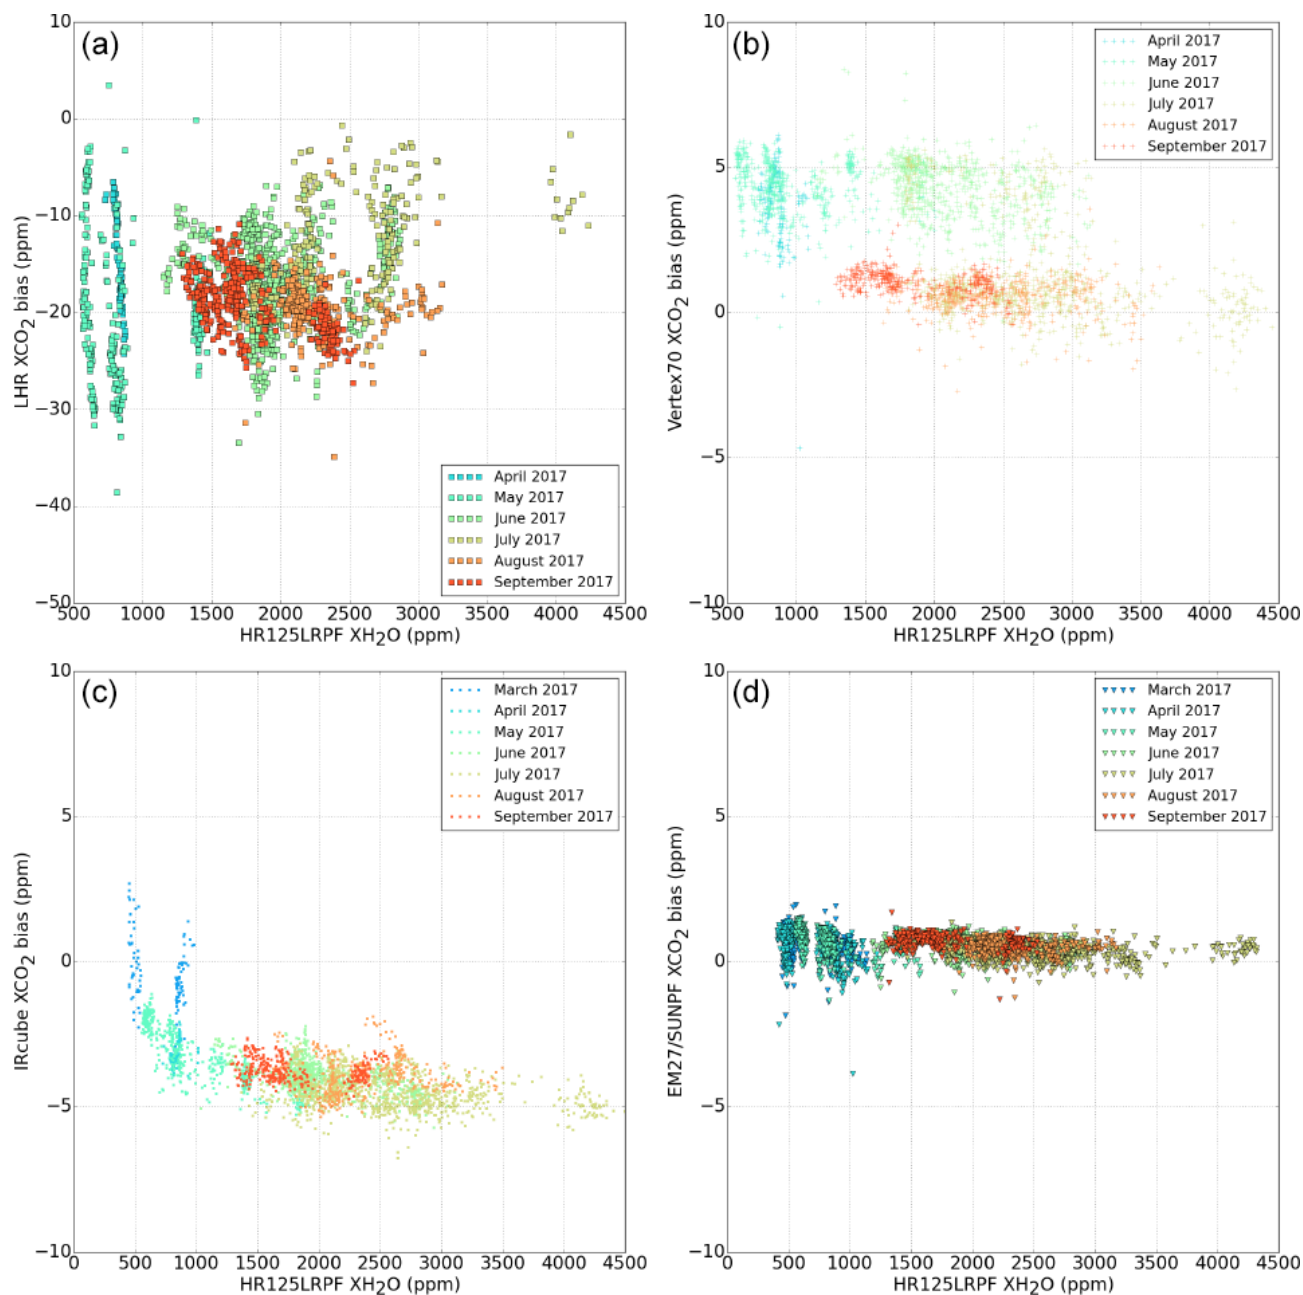 (a)
10
0
−10
−20
−30
−40
−50
LHR XCO2 bias (ppm)
April 2017
May 2017
June 2017
July 2017
August 2017
September 2017
500 1000 1500 2000 2500 3000 3500 4000 4500
HR125LRPF XH2O (ppm)
(b)
10
5
0
−5
−10
Vertex70 XCO2 bias (ppm)
April 2017
May 2017
June 2017
July 2017
August 2017
September 2017
500 1000 1500 2000 2500 3000 3500 4000 4500
HR125LRPF XH2O (ppm)
(c)
10
5
0
−5
−10
IRcube XCO2 bias (ppm)
March 2017
April 2017
May 2017
June 2017
July 2017
August 2017
September 2017
0 500 1000 1500 2000 2500 3000 3500 4000 4500
HR125LRPF XH2O (ppm)
(d)
10
5
0
−5
−10
EM27/SUNPF XCO2 bias (ppm)
March 2017
April 2017
May 2017
June 2017
July 2017
August 2017
September 2017
0 500 1000 1500 2000 2500 3000 3500 4000 4500
HR125LRPF XH2O (ppm)